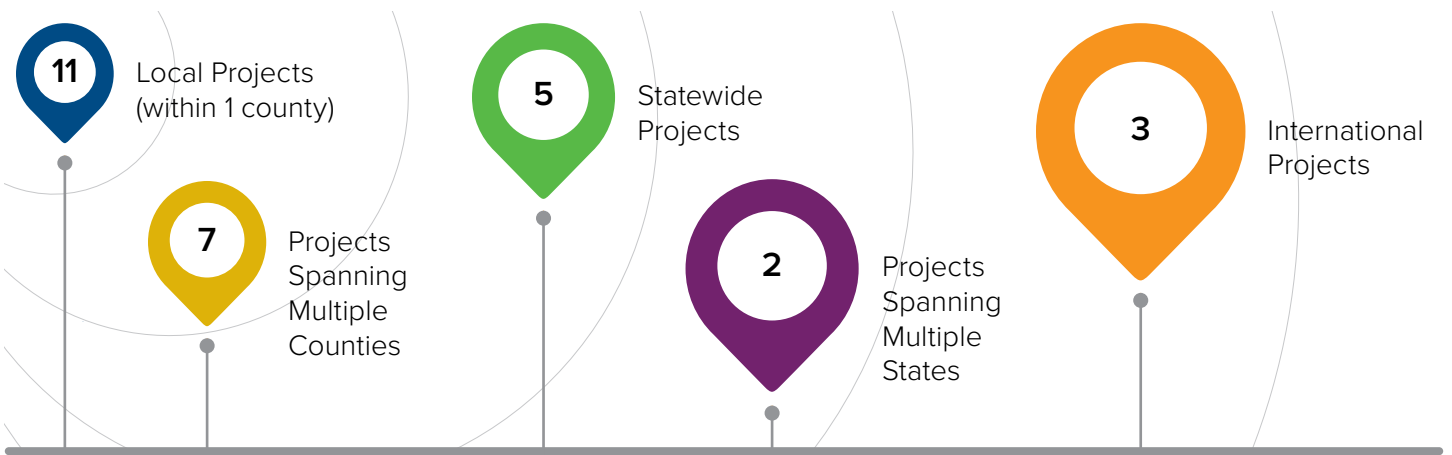 11
Local Projects
(within 1 county)
7
Projects
Spanning
Multiple
Counties
5
Statewide
Projects
2
Projects
Spanning
Multiple
States
3
International
Projects